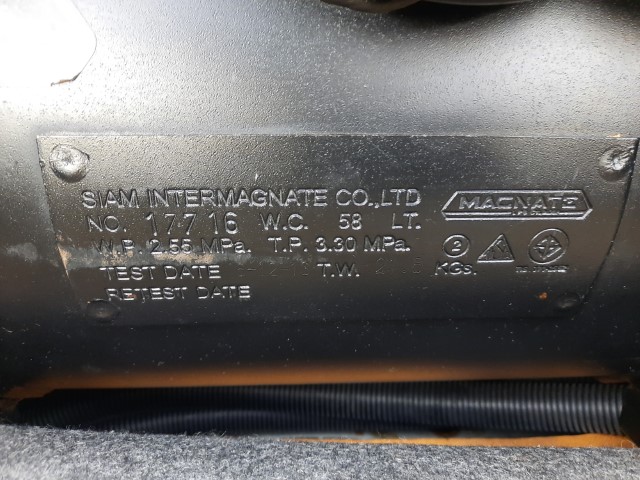 SIAM INTERMAGNATE CO.,LTD
MAGNATE
NO. 17716 W.C. 58 LT.
W.P. 2.55 MPa. T.P. 3.30 MPa.
TEST DATE T.W. KGs.
RETEST DATE